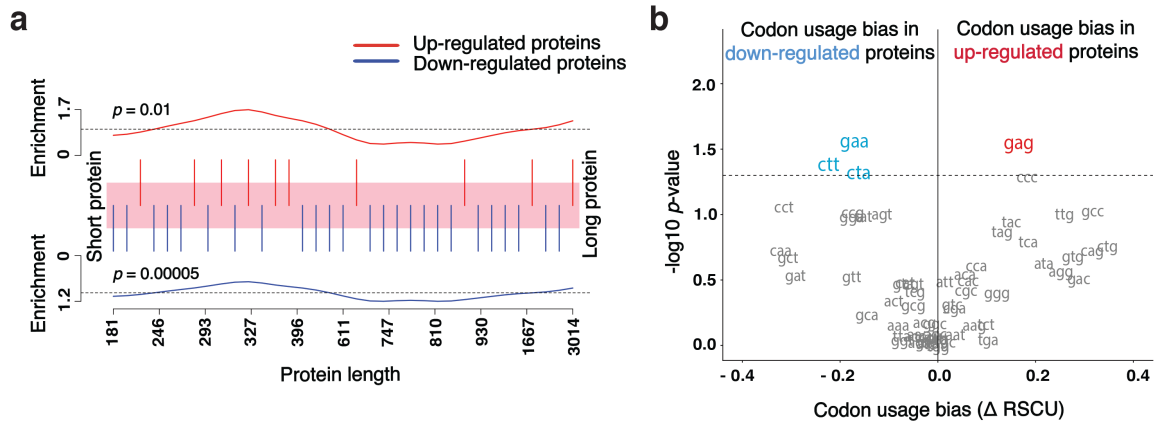 a
Up-regulated proteins
Down-regulated proteins
Enrichment
1.7
0
p = 0.01
Short protein
Long protein
Enrichment
0
1.2
p = 0.00005
181 246 293 327 396 611 747 810 930 1667 3014
Protein length
b
Codon usage bias in
down-regulated proteins
Codon usage bias in
up-regulated proteins
-log10 p-value
2.0
1.5
1.0
0.5
0.0
gaa
ctt
cta
gag
ccc
cct
ccg
agt
ttg
gcc
tac
tag
tca
caa
gct
cag
ctg
gtg
ata
agg
gac
gat
gtt
cca
aca
att
cac
cgc
ggg
act
gcg
gca
aaa
aat
tga
- 0.4 - 0.2 0.0 0.2 0.4
Codon usage bias (Δ RSCU)